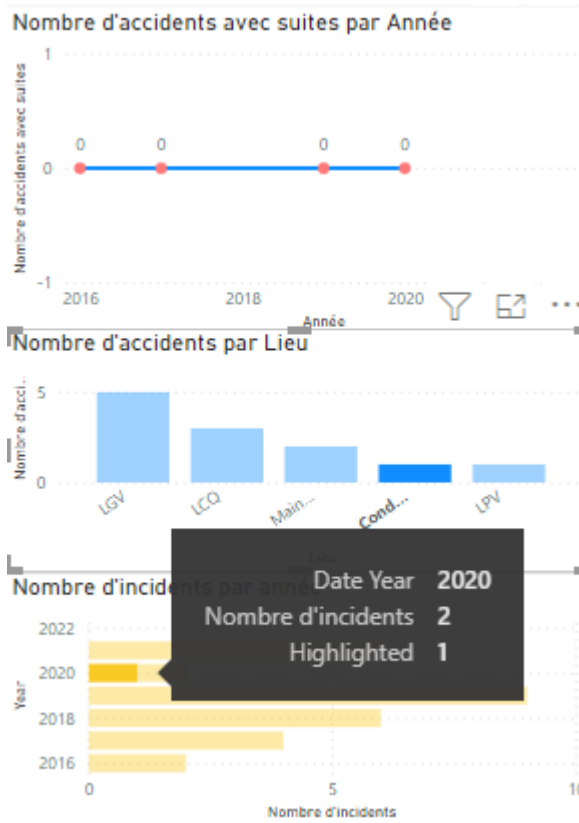 Nombre d'accidents avec suites par Année
Nombre d'accidents avec suites
1
0
-1
0 0 0 0
2016 2018 2020
Année
Nombre d'accidents par Lieu
Nombre d'acci...
5
0
LGV LCQ Main... Cond... LPV
Lieu
Nombre d'incidents par année
Date Year 2020
Nombre d'incidents 2
Highlighted 1
Year
2022
2020
2018
2016
0 5 10
Nombre d'incidents